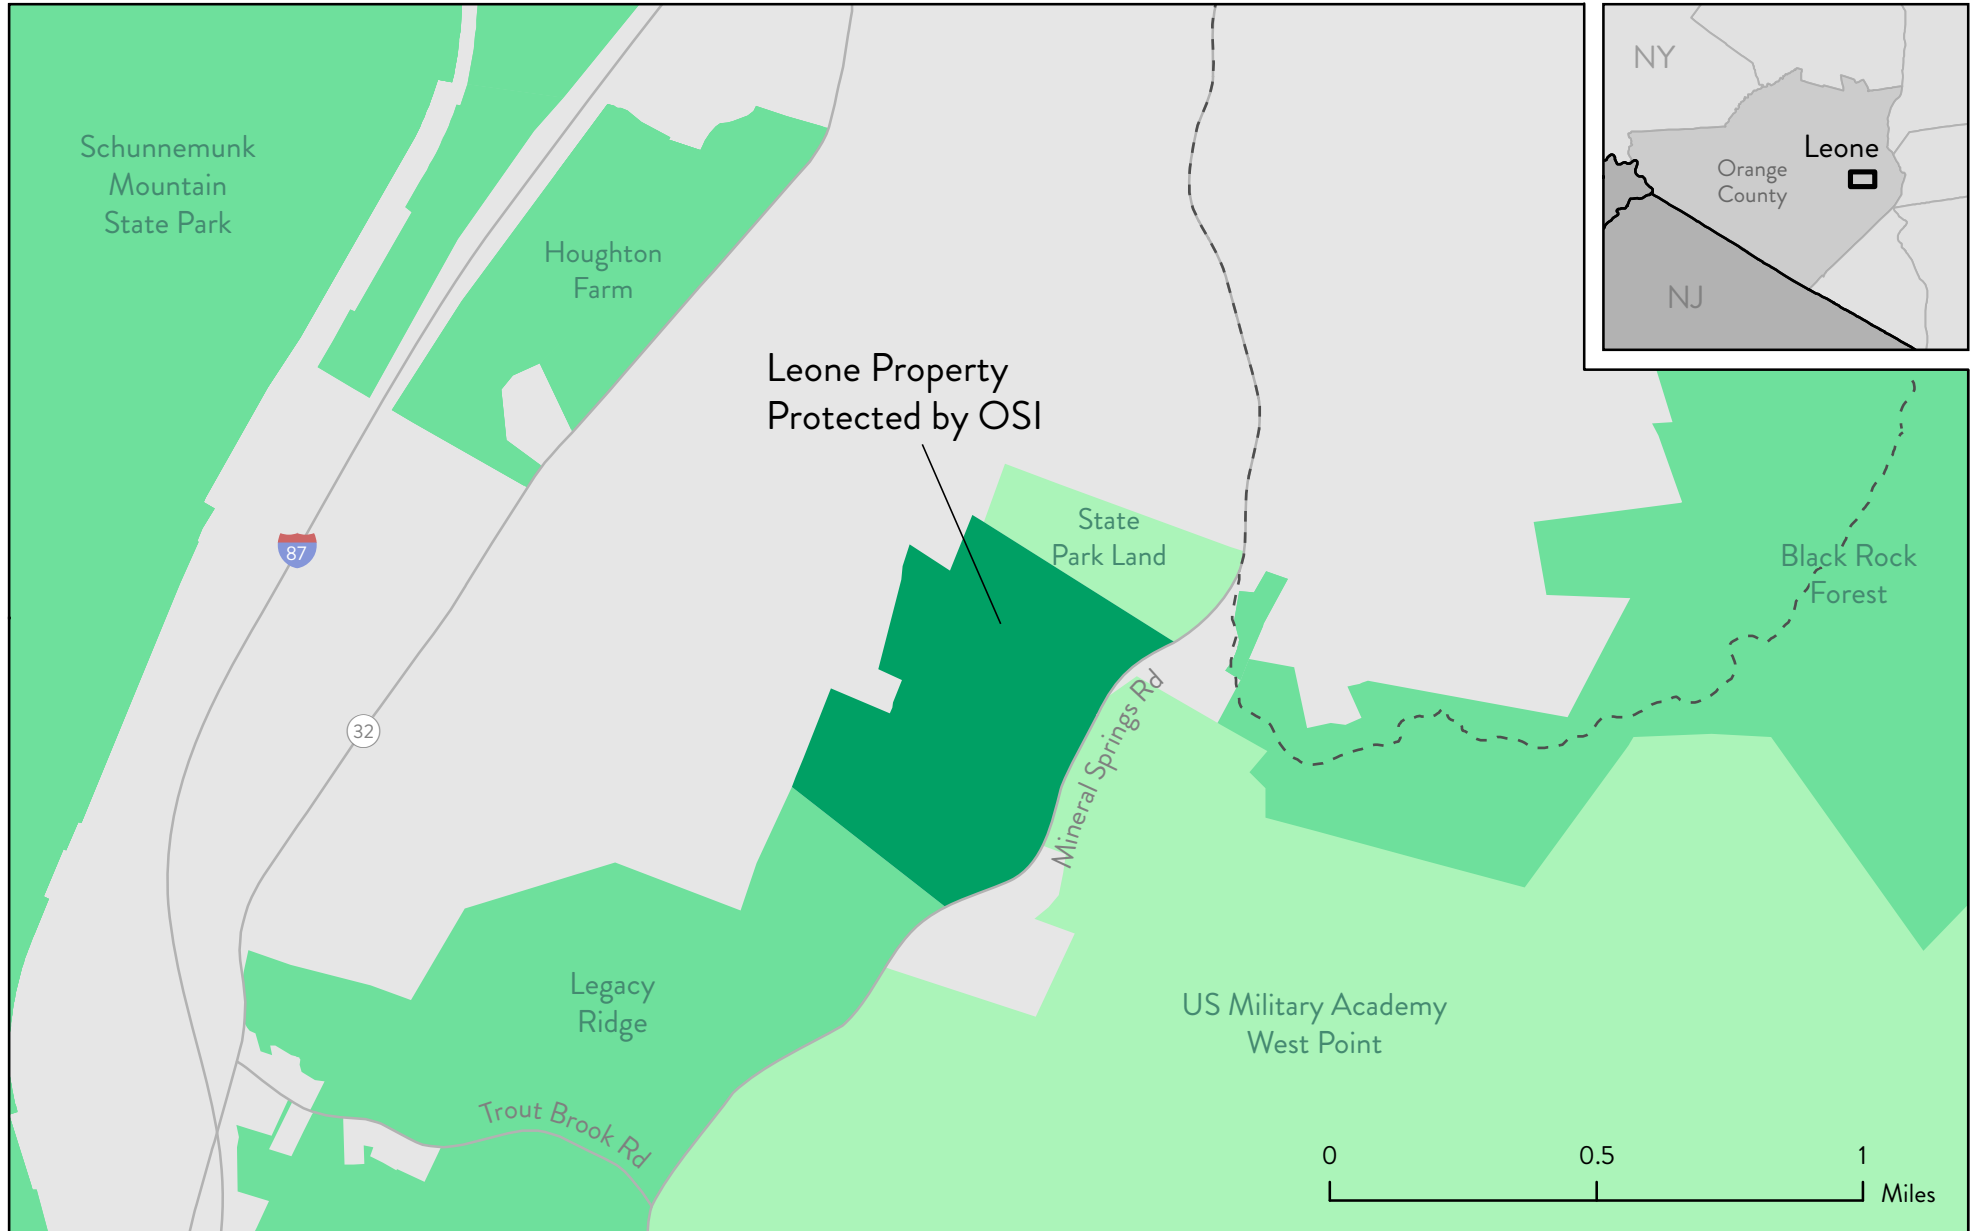 Schunnemunk
Mountain
State Park
Houghton
Farm
Leone Property
Protected by OSI
State
Park Land
Black Rock
Forest
87
32
Mineral Springs Rd
Legacy
Ridge
US Military Academy
West Point
Trout Brook Rd
0 0.5 1
Miles
NY
Leone
Orange
County
NJ